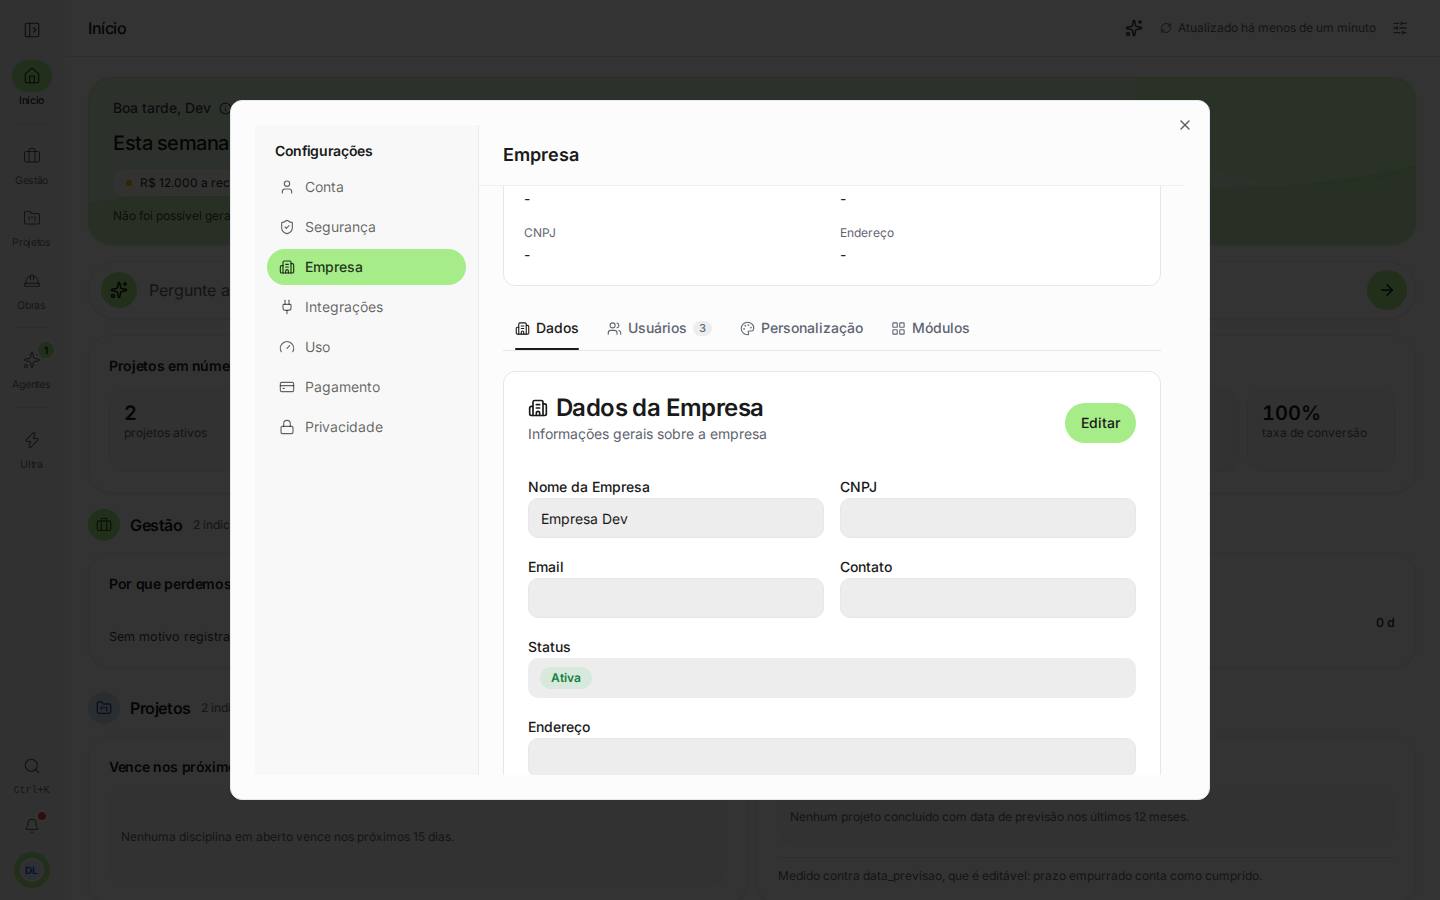 Início
Atualizado há menos de um minuto
Início
Gestão
Projetos
Obras
1
Agentes
Ultra
Ctrl+K
DL
Boa tarde, Dev
Esta semana
R$ 12.000 a rec
Não foi possível gera
Pergunte a
Projetos em núme
2
projetos ativos
100%
taxa de conversão
Gestão 2 indic
Por que perdemos
Sem motivo registra
0 d
Projetos 2 indi
Vence nos próxim
Nenhuma disciplina em aberto vence nos próximos 15 dias.
Nenhum projeto concluído com data de previsão nos últimos 12 meses.
Medido contra data_previsao, que é editável: prazo empurrado conta como cumprido.
Configurações
Conta
Segurança
Empresa
Integrações
Uso
Pagamento
Privacidade
Empresa
- -
CNPJ Endereço
- -
Dados Usuários 3 Personalização Módulos
Dados da Empresa
Informações gerais sobre a empresa
Editar
Nome da Empresa CNPJ
Empresa Dev
Email Contato
Status
Ativa
Endereço